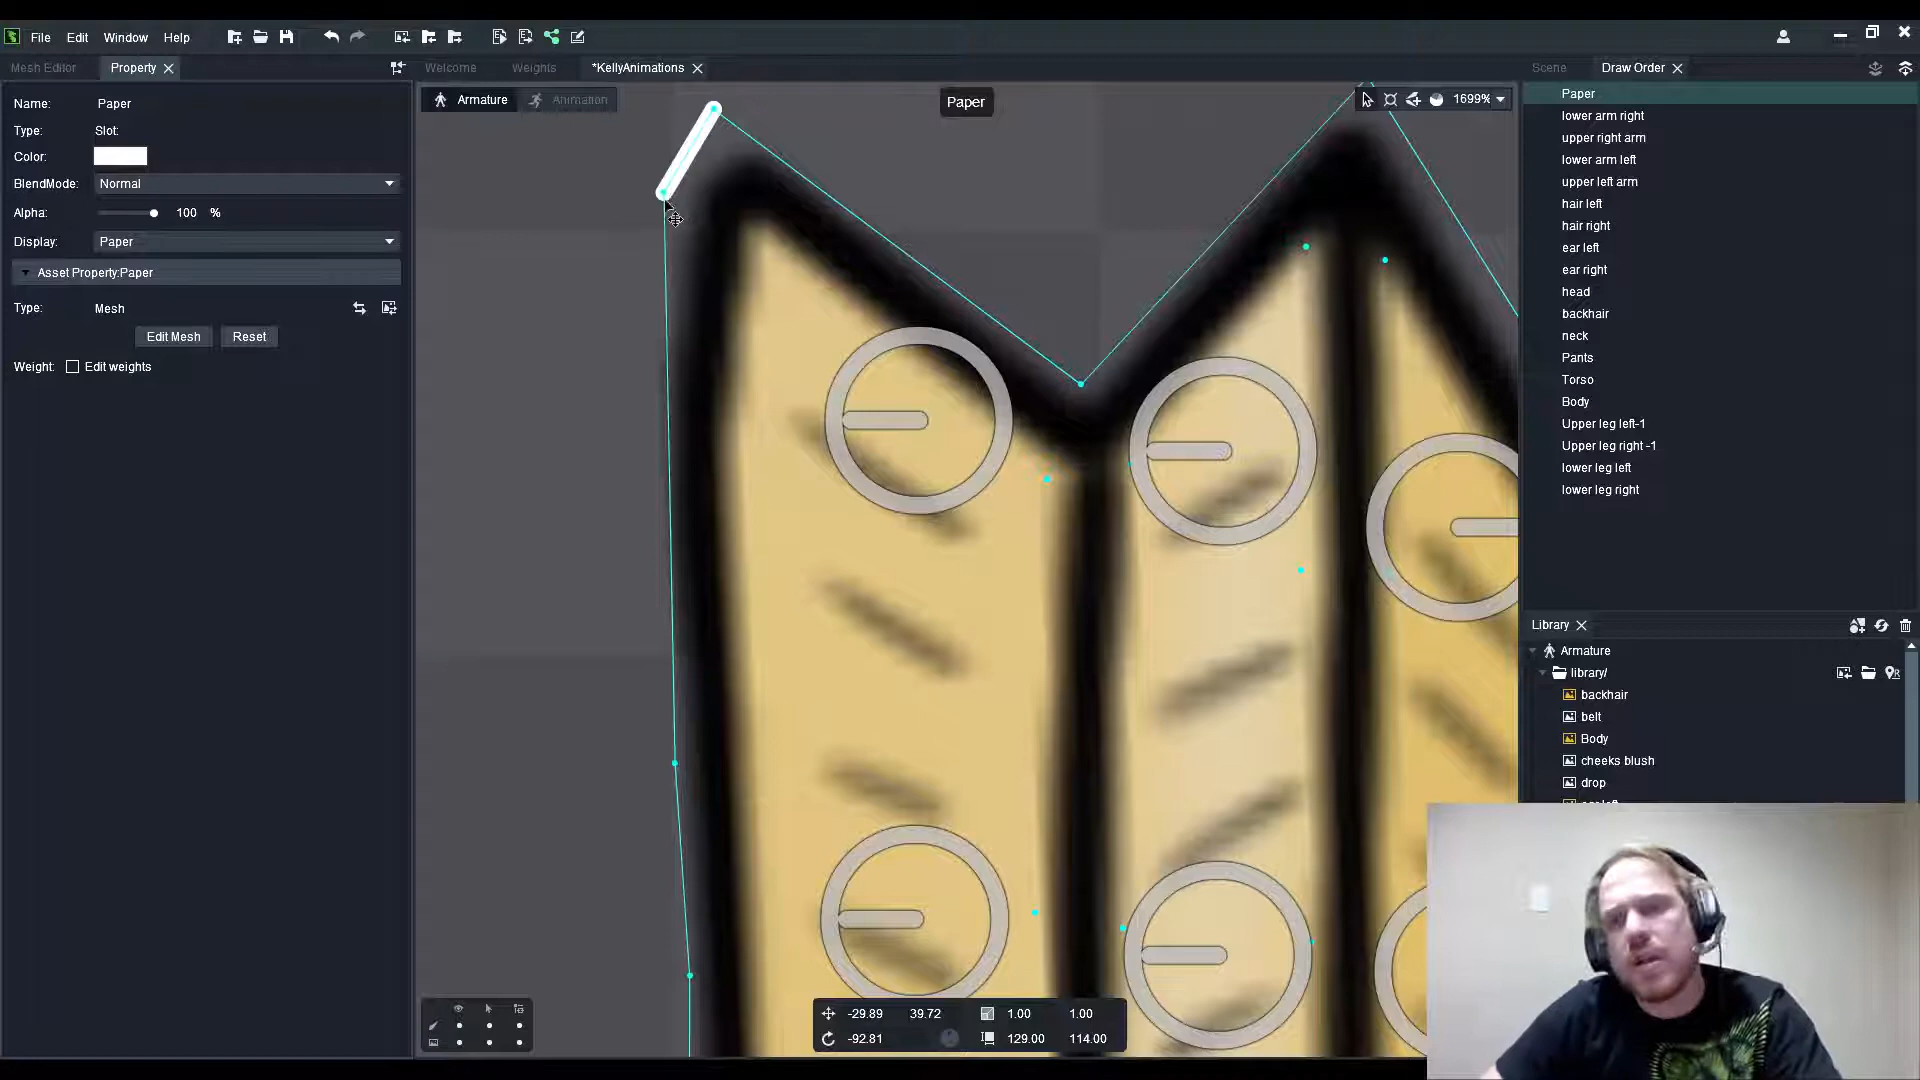 File Edit Window Help
Mesh Editor Property Welcome Weights *KellyAnimations Scene Draw Order
Name: Paper
Type: Slot:
Color:
BlendMode: Normal
Alpha: 100 %
Display: Paper
Asset Property:Paper
Type: Mesh
Edit Mesh Reset
Weight: Edit weights
Armature Animation
Paper
1699%
-29.89 39.72 1.00 1.00
-92.81 129.00 114.00
Paper
lower arm right
upper right arm
lower arm left
upper left arm
hair left
hair right
ear left
ear right
head
backhair
neck
Pants
Torso
Body
Upper leg left-1
Upper leg right -1
lower leg left
lower leg right
Library
Armature
library/
backhair
belt
Body
cheeks blush
drop